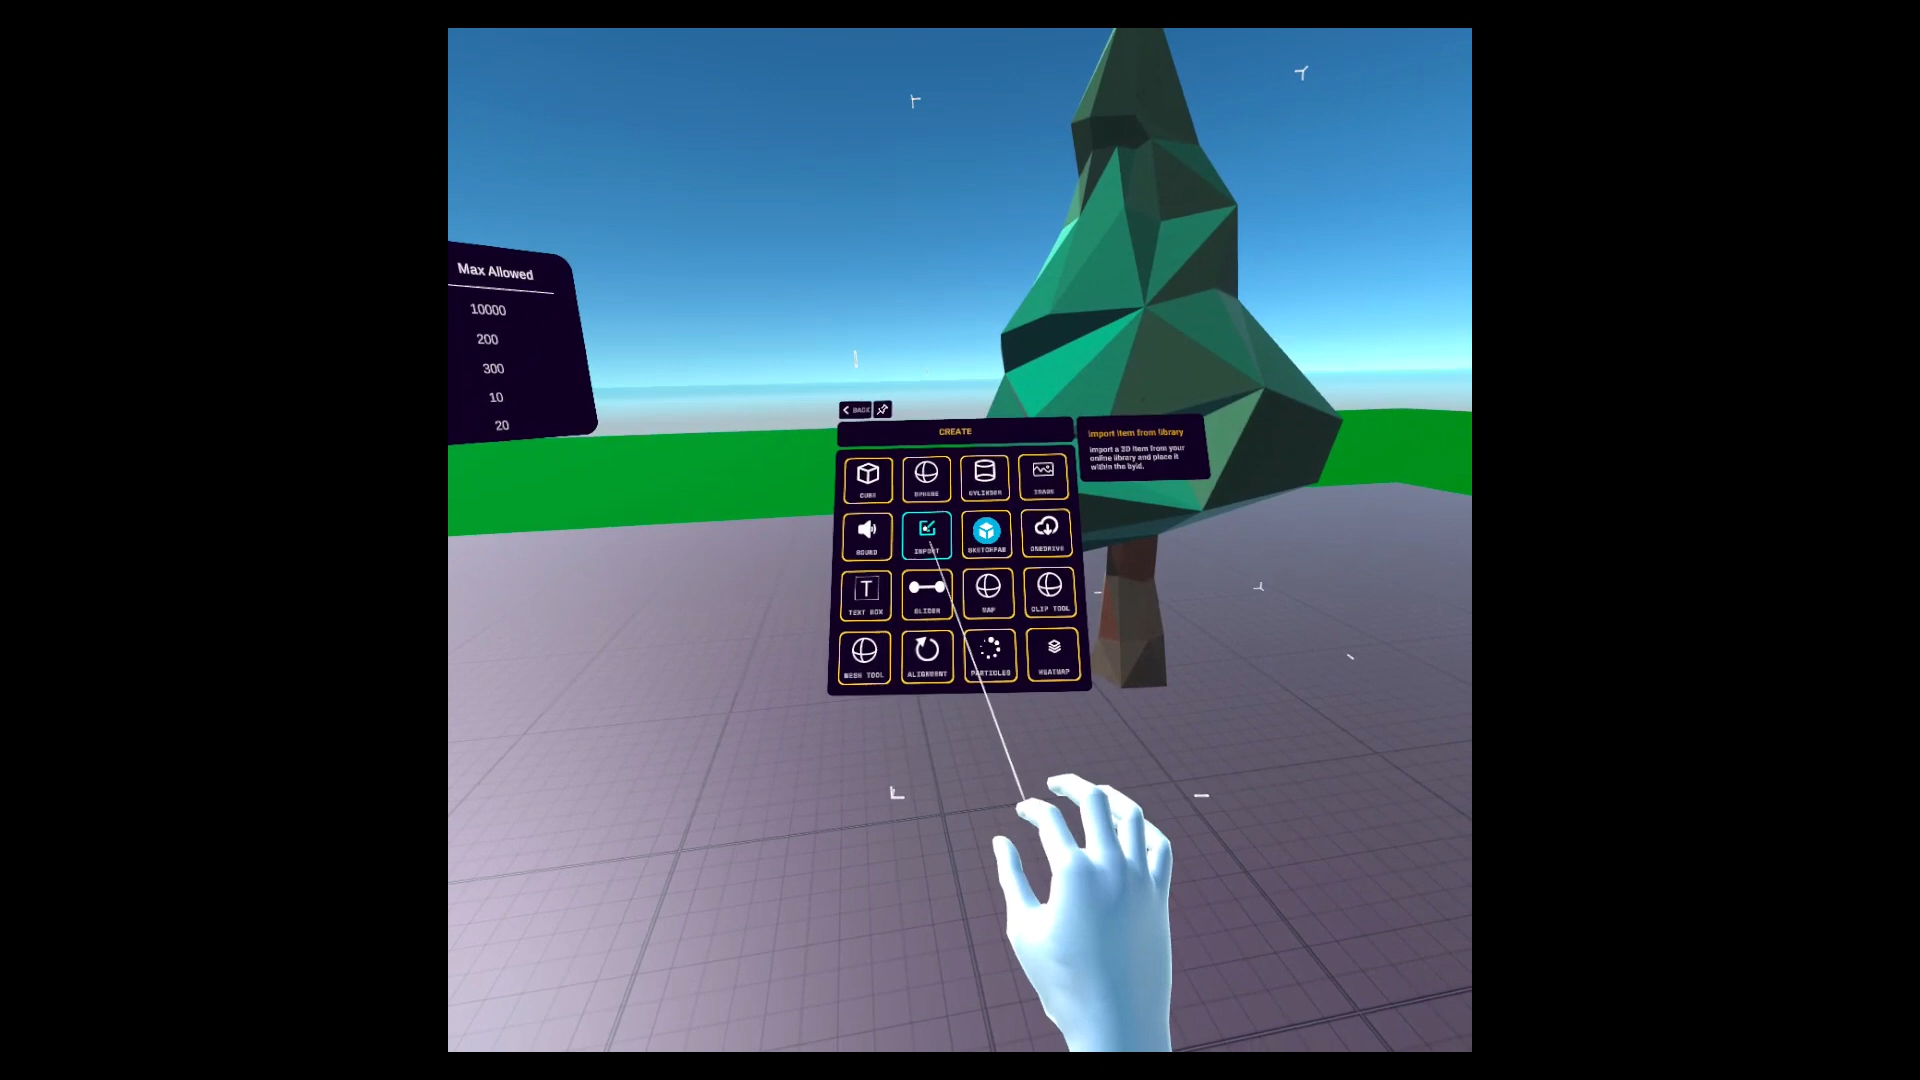 Max Allowed
10000
200
300
10
20
BACK
CREATE
CUBE
SPHERE
CYLINDER
IMAGE
SOUND
IMPORT
SKETCHFAB
ONEDRIVE
T
TEXT BOX
SLIDER
MAP
CLIP TOOL
MESH TOOL
ALIGNMENT
PARTICLES
HEATMAP
Import item from library
Import a 3D item from your
online library and place it
within the